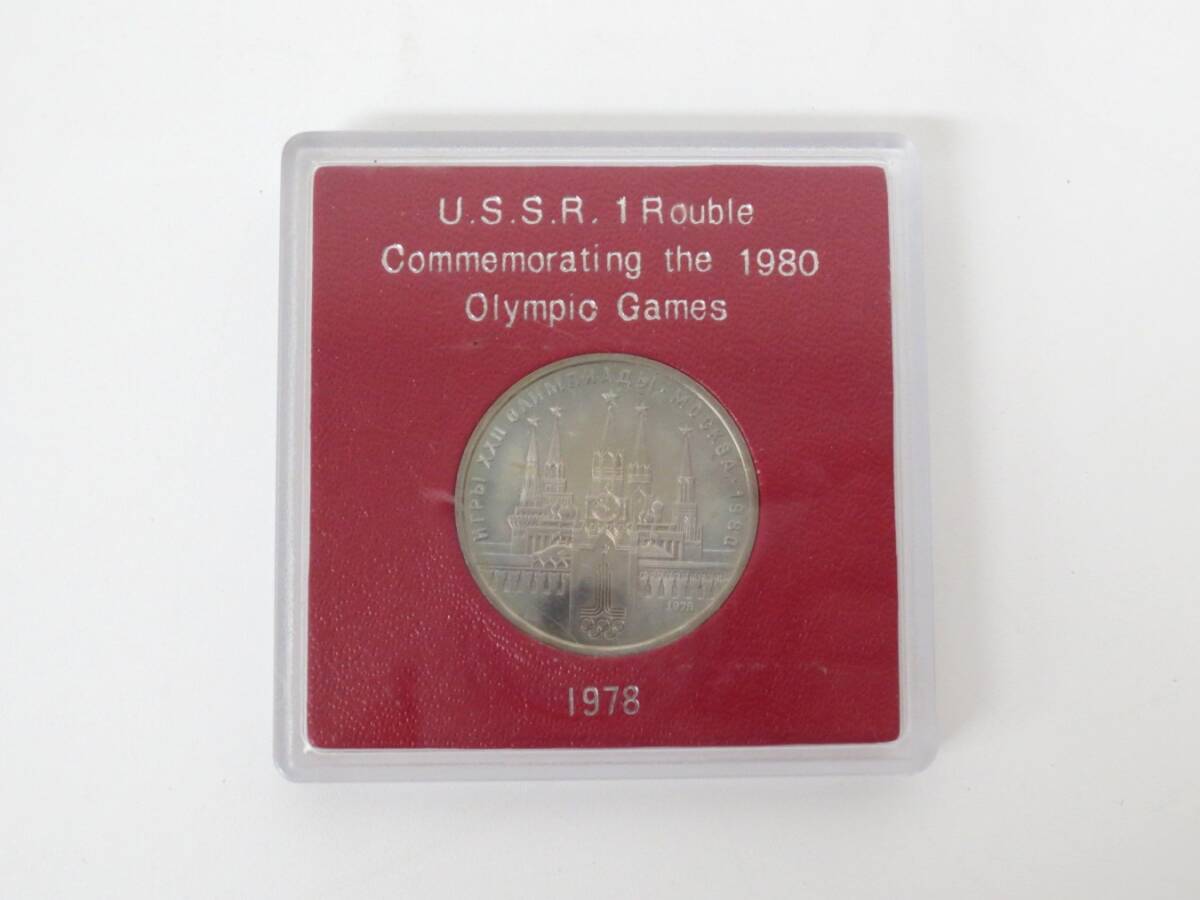 U.S.S.R. 1 Rouble
Commemorating the 1980
Olympic Games
ИГРЫ XXII ОЛИМПИАДЫ. МОСКВА·1980
1978
1978